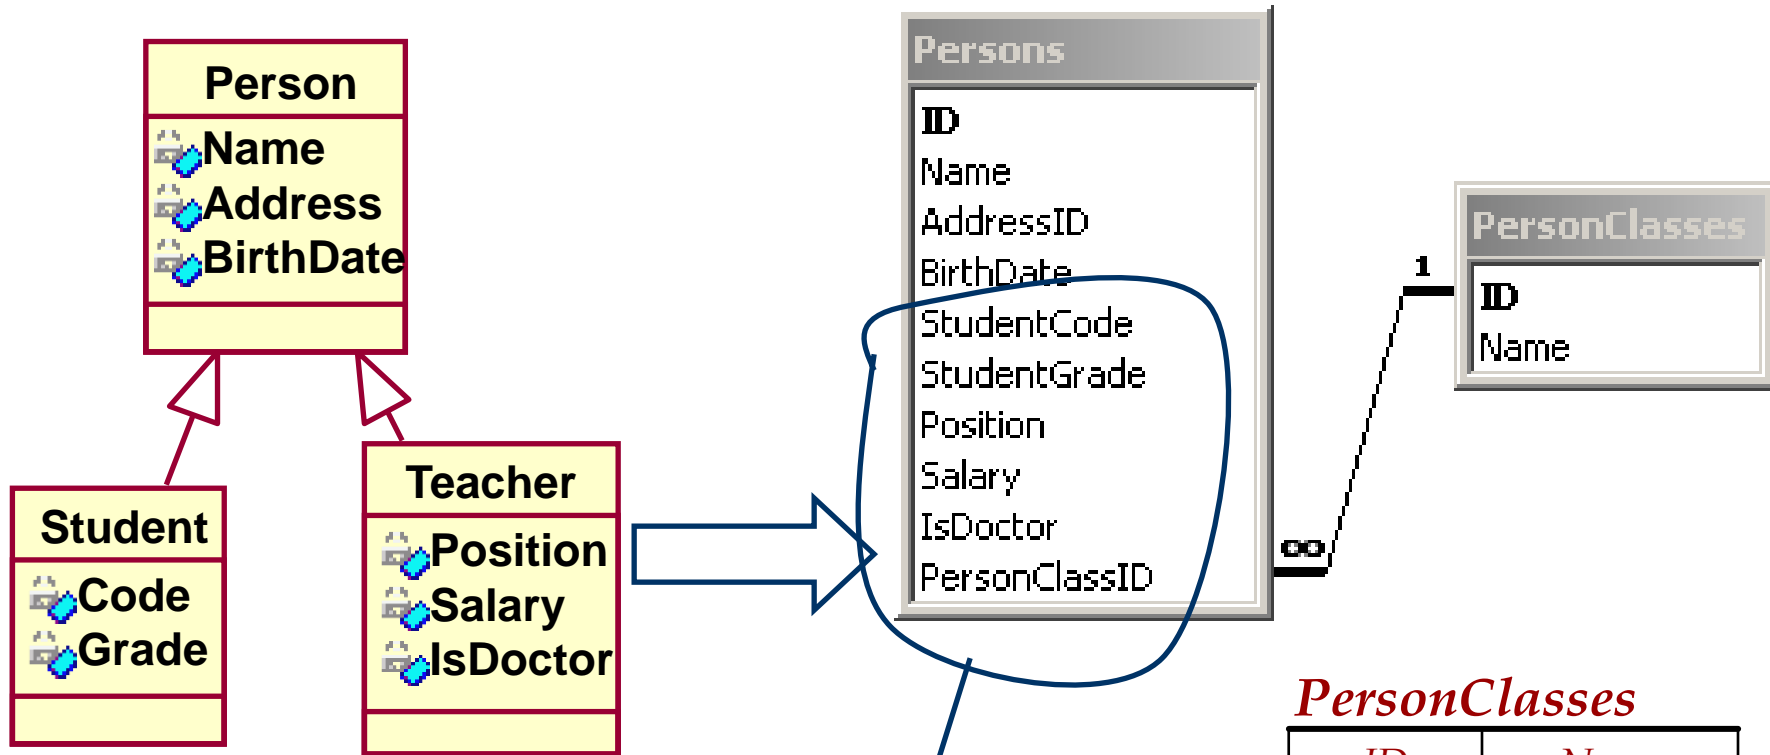 Person
Name
Address
BirthDate
Student
Code
Grade
Teacher
Position
Salary
IsDoctor
Persons
ID
Name
AddressID
BirthDate
StudentCode
StudentGrade
Position
Salary
IsDoctor
PersonClassID
1
∞
PersonClasses
ID
Name
PersonClasses